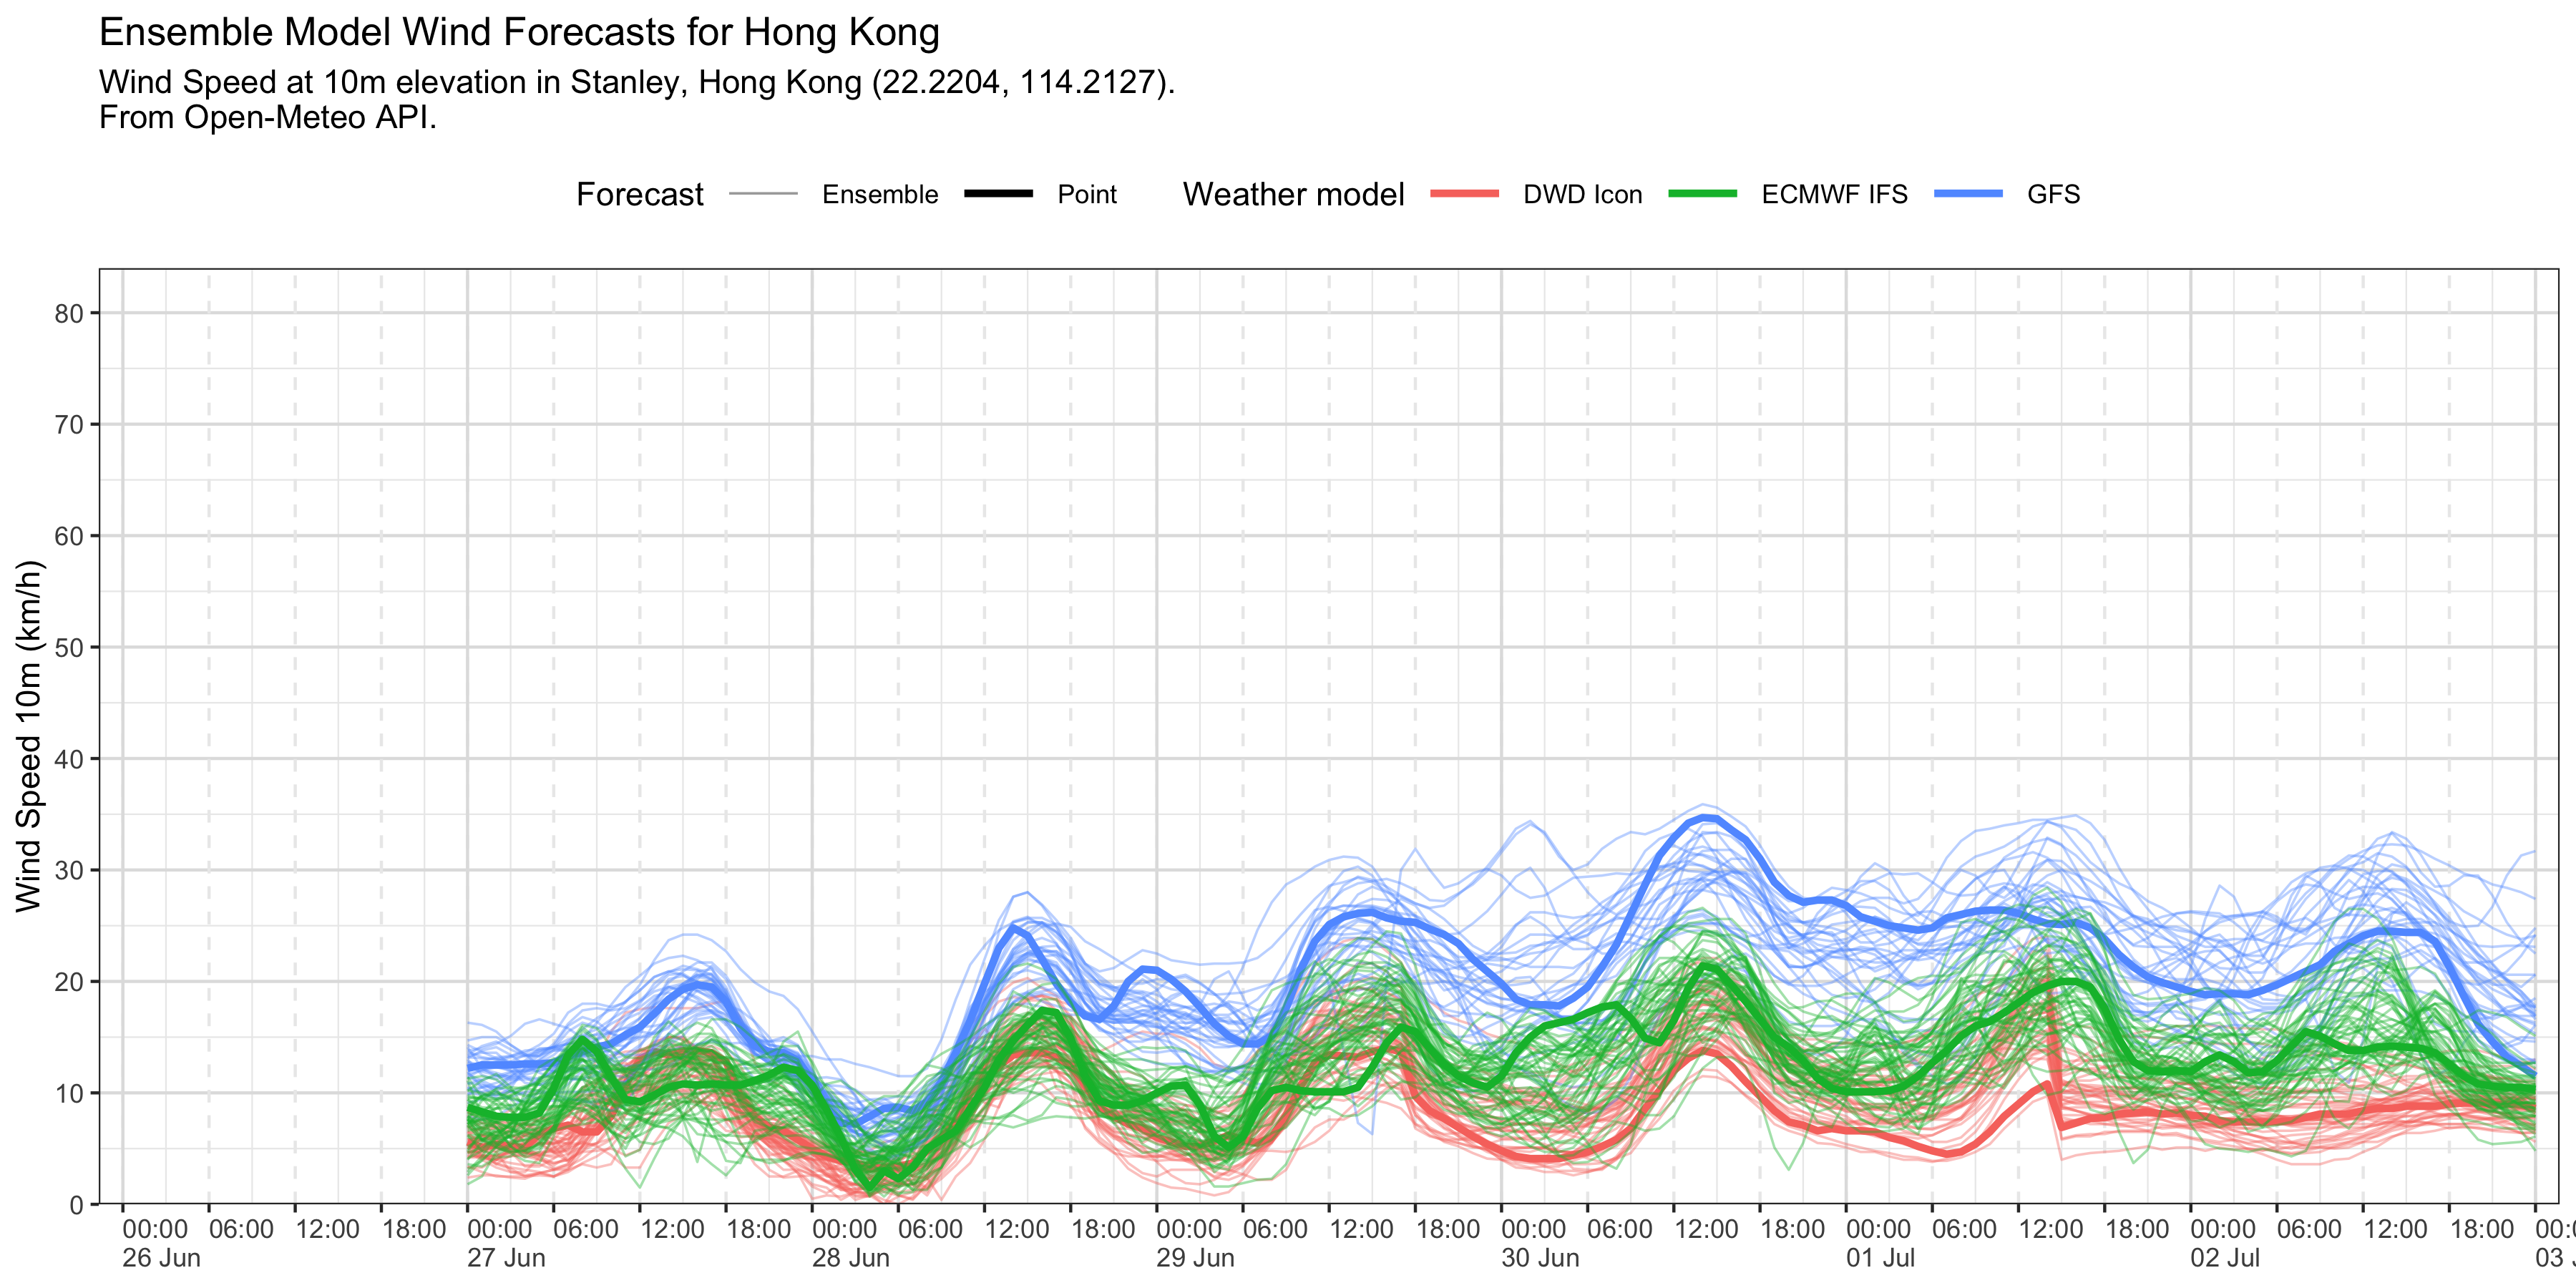 Ensemble Model Wind Forecasts for Hong Kong
Wind Speed at 10m elevation in Stanley, Hong Kong (22.2204, 114.2127).
From Open-Meteo API.
Forecast Ensemble Point Weather model DWD Icon ECMWF IFS GFS
Wind Speed 10m (km/h)
80
70
60
50
40
30
20
10
0
00:00 06:00 12:00 18:00 00:00 06:00 12:00 18:00 00:00 06:00 12:00 18:00 00:00 06:00 12:00 18:00 00:00 06:00 12:00 18:00 00:00 06:00 12:00 18:00 00:00 06:00 12:00 18:00
26 Jun 27 Jun 28 Jun 29 Jun 30 Jun 01 Jul 02 Jul 03